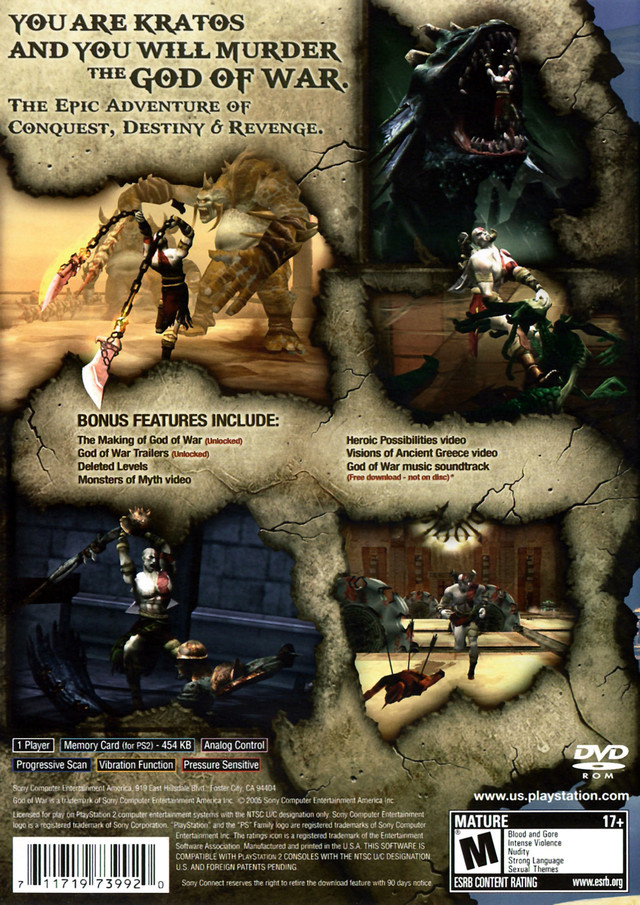 YOU ARE KRATOS
AND YOU WILL MURDER
THE GOD OF WAR.
THE EPIC ADVENTURE OF
CONQUEST, DESTINY & REVENGE.
BONUS FEATURES INCLUDE:
The Making of God of War (Unlocked)
God of War Trailers (Unlocked)
Deleted Levels
Monsters of Myth video
Heroic Possibilities video
Visions of Ancient Greece video
God of War music soundtrack
(Free download - not on disc)*
1 Player
Memory Card (for PS2) - 454 KB
Analog Control
Progressive Scan
Vibration Function
Pressure Sensitive
DVD
ROM
Sony Computer Entertainment America, 919 East Hillsdale Blvd., Foster City, CA 94404
God of War is a trademark of Sony Computer Entertainment America Inc. © 2005 Sony Computer Entertainment America Inc.
www.us.playstation.com
Licensed for play on PlayStation 2 computer entertainment systems with the NTSC U/C designation only. Sony Computer Entertainment
logo is a registered trademark of Sony Corporation. "PlayStation" and the "PS" Family logo are registered trademarks of Sony Computer
Entertainment Inc. The ratings icon is a registered trademark of the Entertainment
Software Association. Manufactured and printed in the U.S.A. THIS SOFTWARE IS
COMPATIBLE WITH PLAYSTATION 2 CONSOLES WITH THE NTSC U/C DESIGNATION.
U.S. AND FOREIGN PATENTS PENDING.
Sony Connect reserves the right to retire the download feature with 90 days notice
7 11719 73992 0
MATURE 17+
M
®
Blood and Gore
Intense Violence
Nudity
Strong Language
Sexual Themes
ESRB CONTENT RATING www.esrb.org